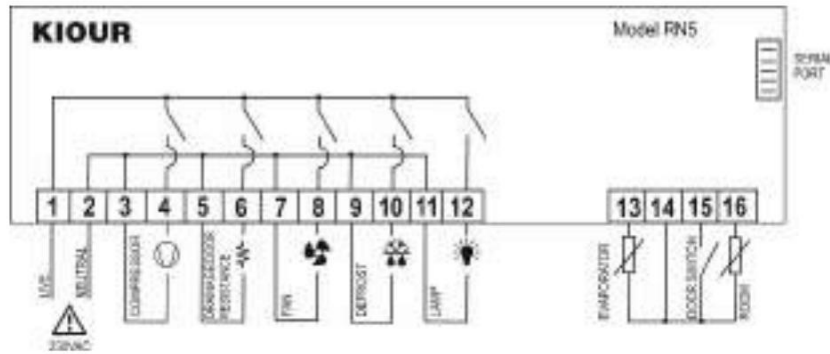 KIOUR
Model RN5
SERIAL
PORT
1 2 3 4 5 6 7 8 9 10 11 12 13 14 15 16
LIVE
NEUTRAL
COMPRESSOR
RESISTANCE
FAN
DEFROST
LAMP
EVAPORATOR
DOOR SWITCH
ROOM
230VAC